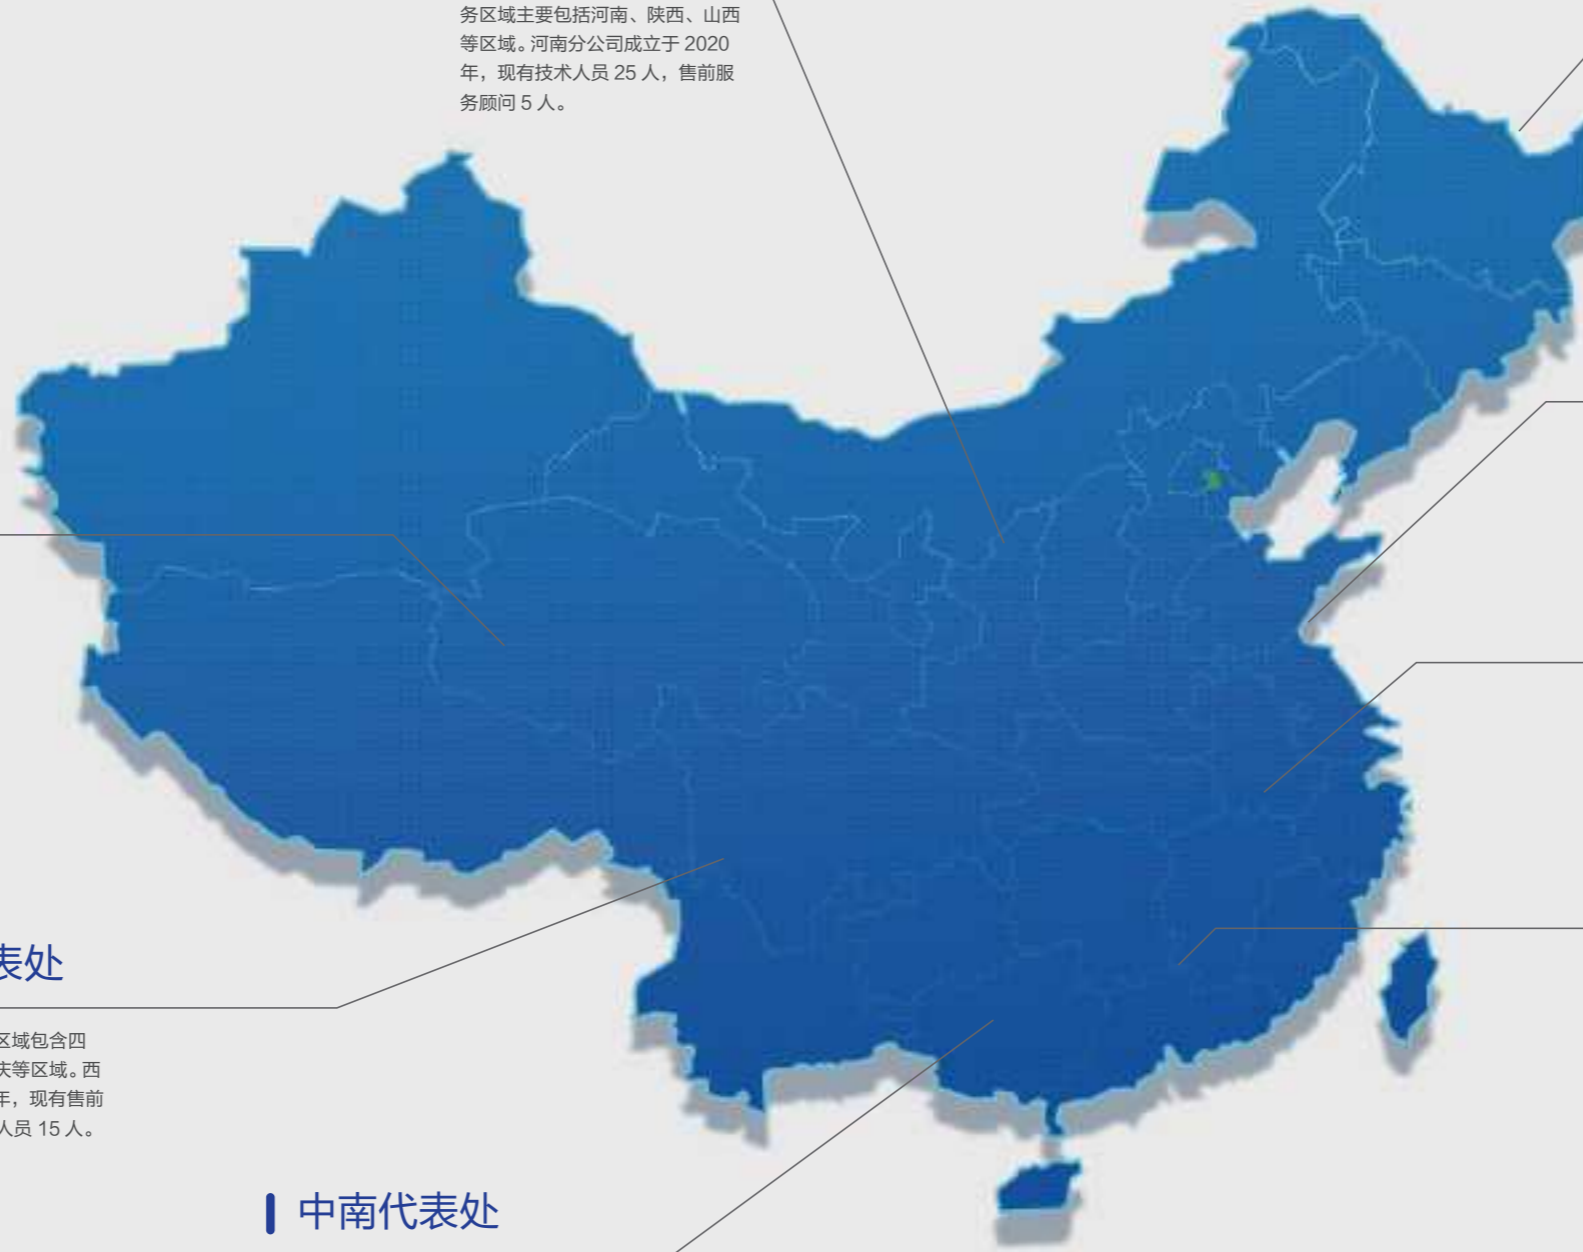 务区域主要包括河南、陕西、山西
等区域。河南分公司成立于 2020
年，现有技术人员 25 人，售前服
务顾问 5 人。
表处
区域包含四
庆等区域。西
年，现有售前
人员 15 人。
中南代表处